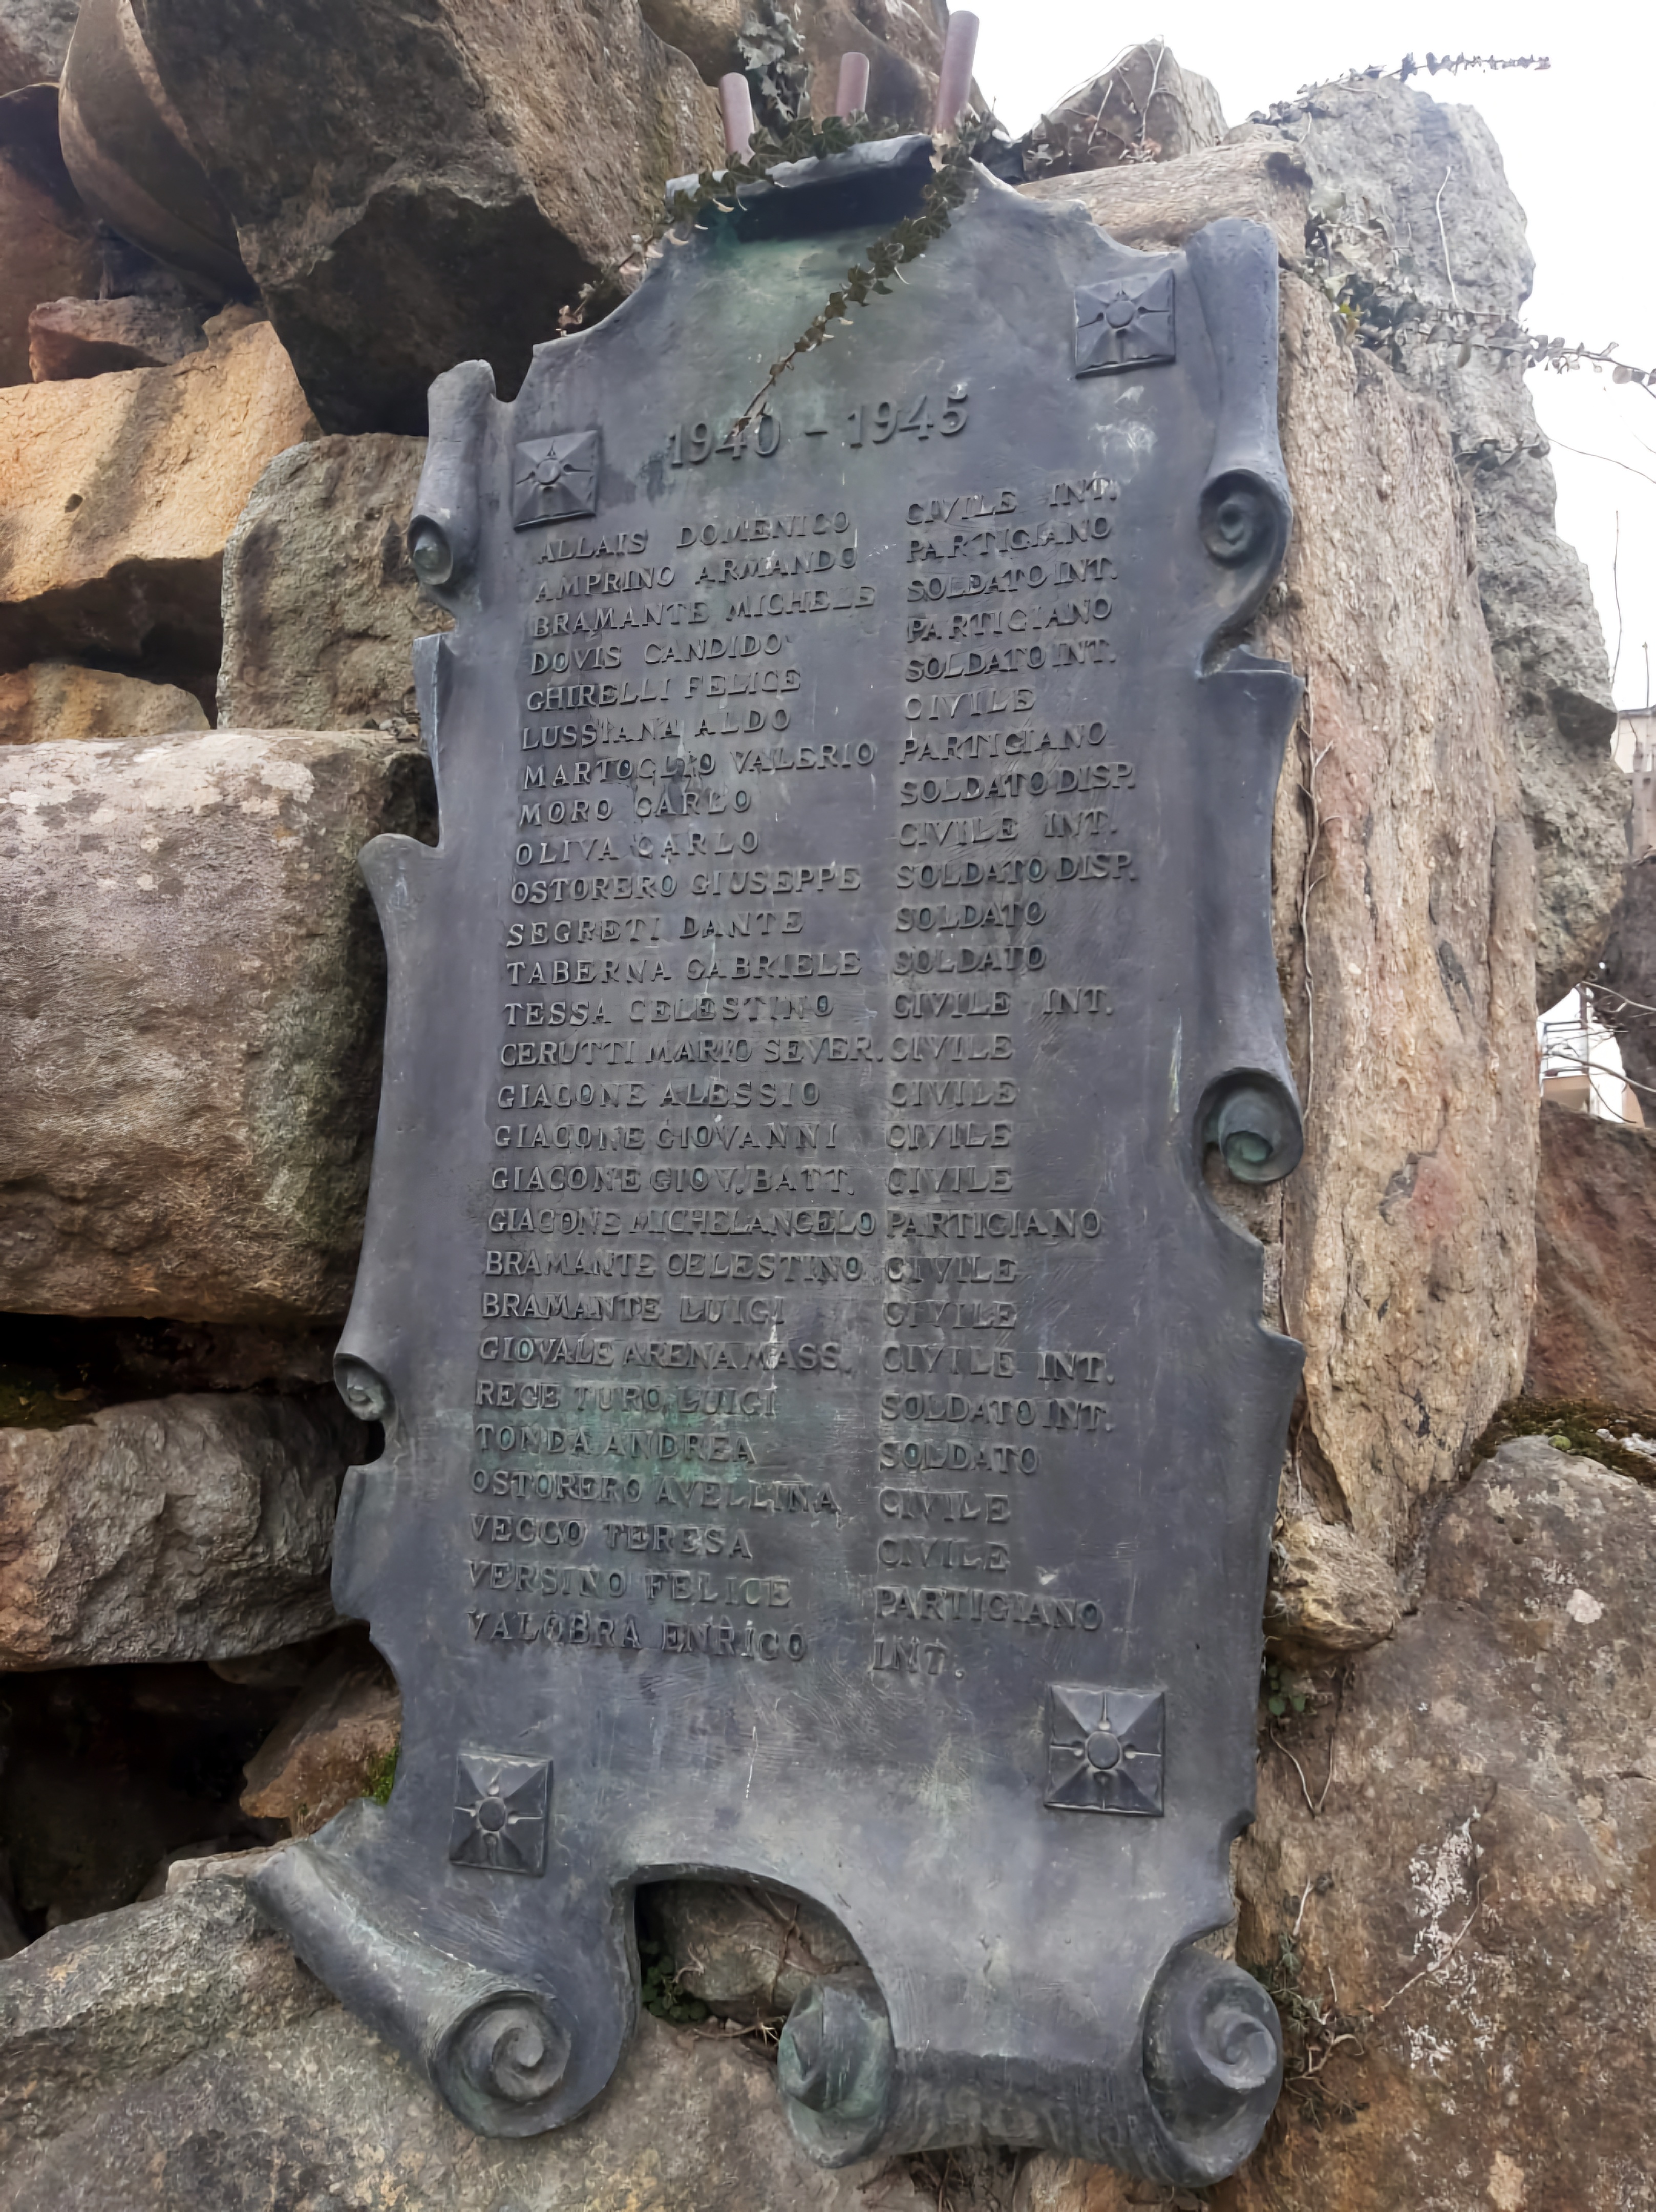 1940 - 1945
ALLAIS DOMENICO CIVILE INT.
AMPRINO ARMANDO PARTIGIANO
BRAMANTE MICHELE SOLDATO INT.
DOVIS CANDIDO PARTIGIANO
GHIRELLI FELICE SOLDATO INT.
LUSSIANA ALDO CIVILE
MARTOGLIO VALERIO PARTIGIANO
MORO CARLO SOLDATO DISP.
OLIVA CARLO CIVILE INT.
OSTORERO GIUSEPPE SOLDATO DISP.
SEGRETI DANTE SOLDATO
TABERNA GABRIELE SOLDATO
TESSA CELESTINO CIVILE INT.
CERUTTI MARIO SEVER. CIVILE
GIACONE ALESSIO CIVILE
GIACONE GIOVANNI CIVILE
GIACONE GIOV. BATT. CIVILE
GIACONE MICHELANGELO PARTIGIANO
BRAMANTE CELESTINO CIVILE
BRAMANTE LUIGI CIVILE
GIOVALE ARENA MASS. CIVILE INT.
REGE TURO LUIGI SOLDATO INT.
TONDA ANDREA SOLDATO
OSTORERO AVELLINA CIVILE
VECCO TERESA CIVILE
VERSINO FELICE PARTIGIANO
VALOBRA ENRICO INT.